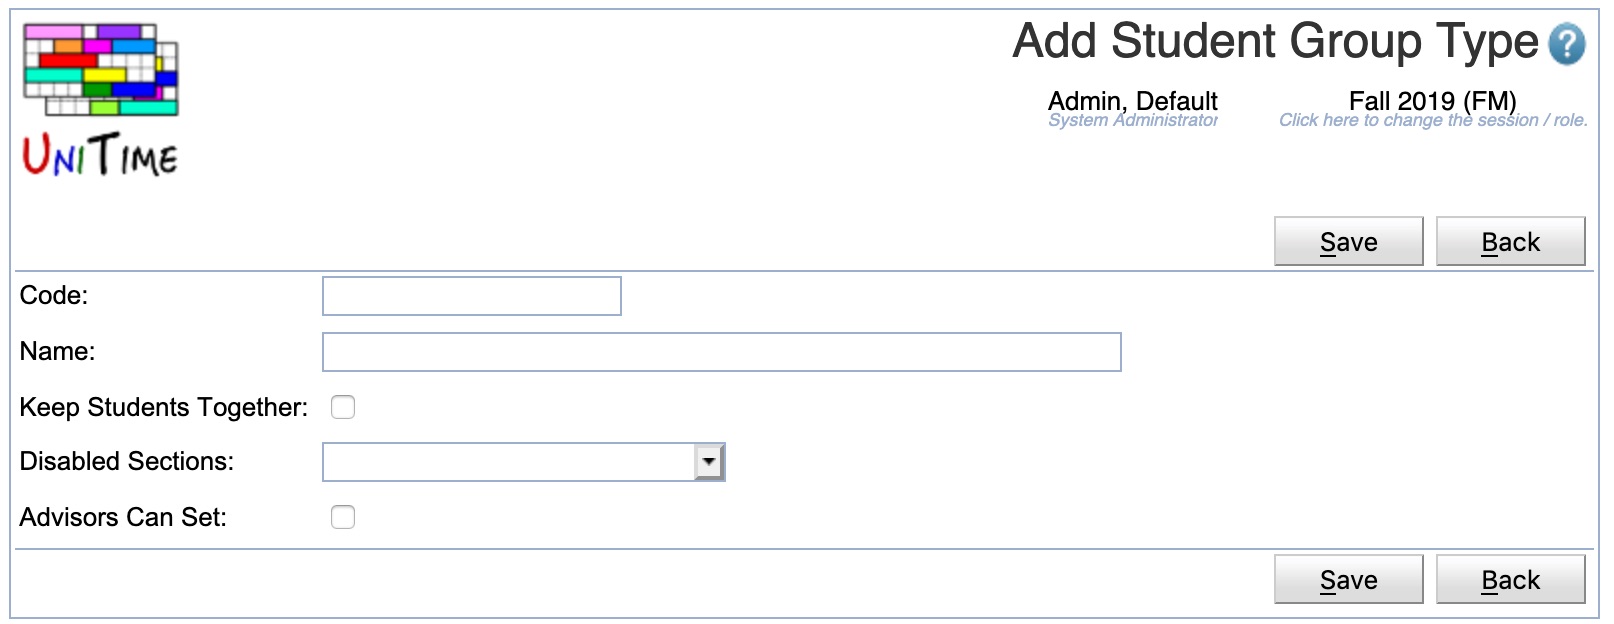 Add Student Group Type ?
Admin, Default
Fall 2019 (FM)
System Administrator
Click here to change the session / role.
UNITIME
Save
Back
Code:
Name:
Keep Students Together:
Disabled Sections:
Advisors Can Set:
Save
Back